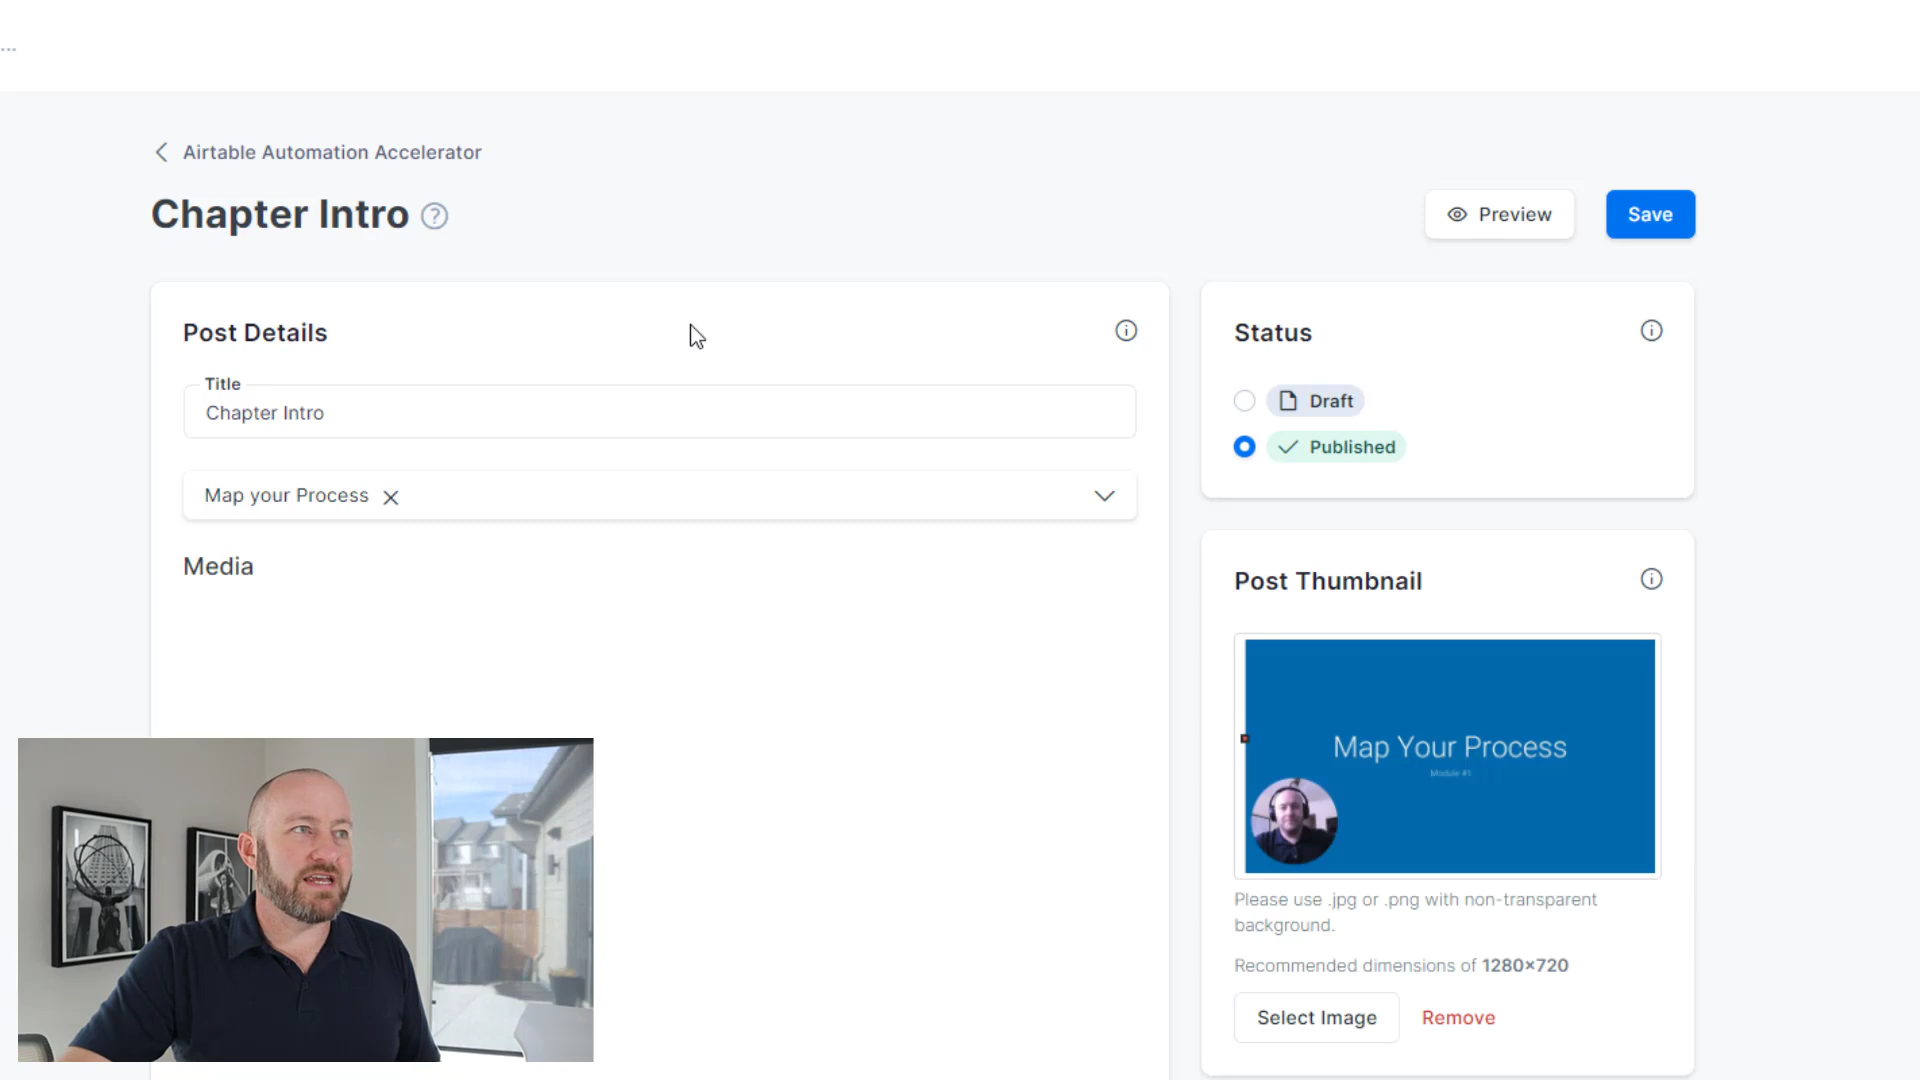 ...
Airtable Automation Accelerator
Chapter Intro
Preview
Save
Post Details
Title
Chapter Intro
Map your Process
Media
Status
Draft
Published
Post Thumbnail
Map Your Process
Module #1
Please use .jpg or .png with non-transparent
background.
Recommended dimensions of 1280×720
Select Image
Remove